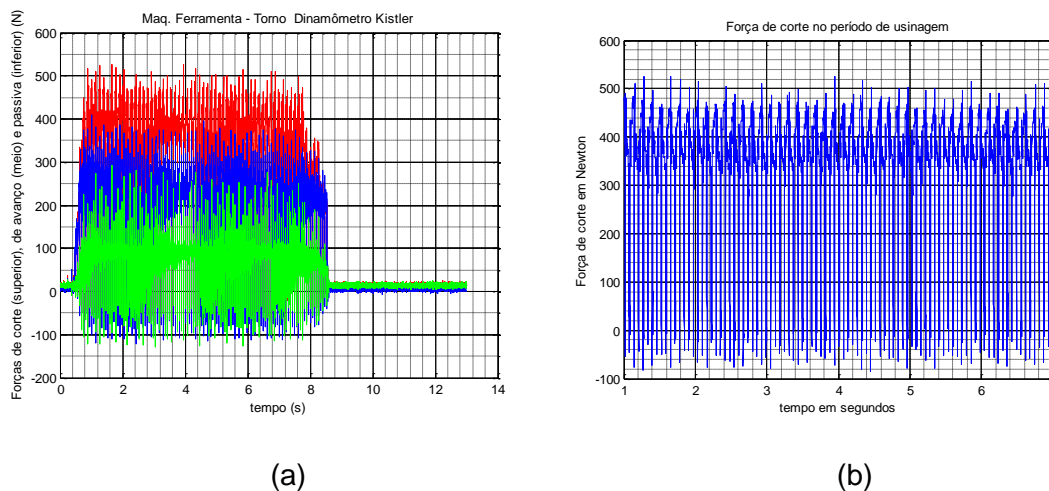 Maq. Ferramenta - Torno Dinamômetro Kistler
Forças de corte (superior), de avanço (meio) e passiva (inferior) (N)
600
500
400
300
200
100
0
-100
-200
0 2 4 6 8 10 12 14
tempo (s)
(a)
Força de corte no período de usinagem
Força de corte em Newton
600
500
400
300
200
100
0
-100
1 2 3 4 5 6
tempo em segundos
(b)